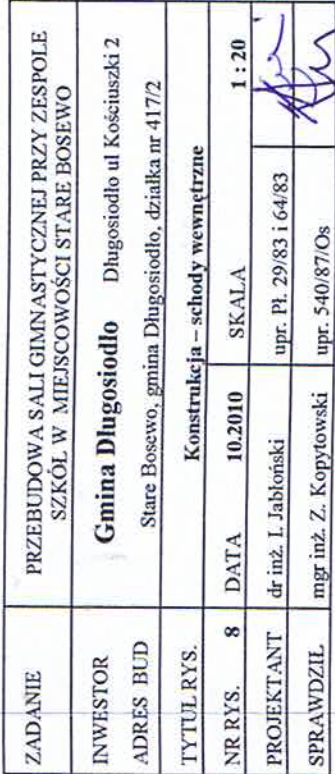 ZADANIE PRZEBUDOWA SALI GIMNASTYCZNEJ PRZY ZESPOLE
SZKÓŁ W MIEJSCOWOŚCI STARE BOSEWO
INWESTOR Gmina Długosiodło Długosiodło ul Kościuszki 2
ADRES BUD Stare Bosewo, gmina Długosiodło, działka nr 417/2
TYTUŁ RYS. Konstrukcja – schody wewnętrzne
NR RYS. 8 DATA 10.2010 SKALA 1 : 20
PROJEKTANT dr inż. I. Jabłoński upr. Pł. 29/83 i 64/83
SPRAWDZIŁ mgr inż. Z. Kopytowski upr. 540/87/Os